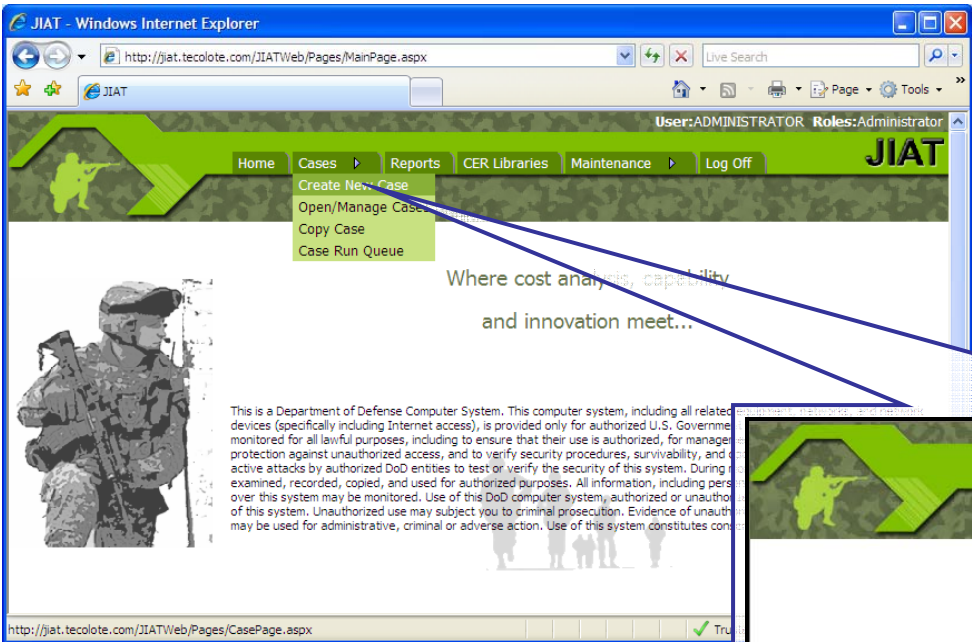 JIAT - Windows Internet Explorer
http://jiat.tecolote.com/JIATWeb/Pages/MainPage.aspx
Live Search
JIAT
Page
Tools
»
User:ADMINISTRATOR Roles:Administrator
JIAT
Home Cases Reports CER Libraries Maintenance Log Off
Create New Case
Open/Manage Cases
Copy Case
Case Run Queue
Where cost analysis, capability
and innovation meet...
This is a Department of Defense Computer System. This computer system, including all related equipment, networks, and network
devices (specifically including Internet access), is provided only for authorized U.S.
monitored for all lawful purposes, including to ensure that their use is authorized, for
protection against unauthorized access, and to verify security procedures, survivability, and
active attacks by authorized DoD entities to test or verify the security of this system. During
examined, recorded, copied, and used for authorized purposes. All information, including
over this system may be monitored. Use of this DoD computer system, authorized or
of this system. Unauthorized use may subject you to criminal prosecution. Evidence of
may be used for administrative, criminal or adverse action. Use of this system constitutes
http://jiat.tecolote.com/JIATWeb/Pages/CasePage.aspx